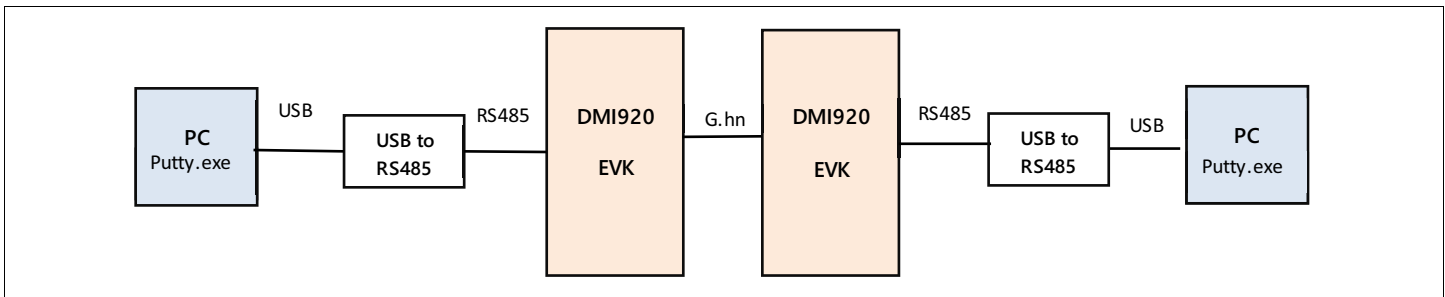 PC
Putty.exe
USB
USB to
RS485
RS485
DMI920
EVK
G.hn
DMI920
EVK
RS485
USB to
RS485
USB
PC
Putty.exe